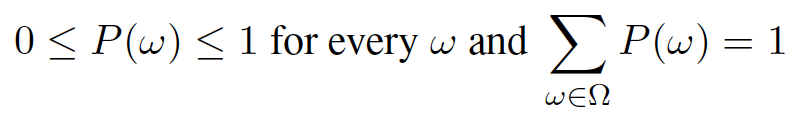 0 ≤ P(ω) ≤ 1 for every ω and ∑ P(ω) = 1
ω∈Ω